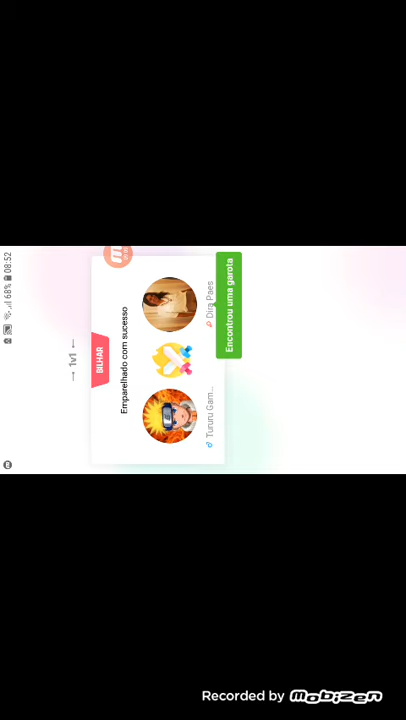 68% 08:52
→ 1v1 ←
BILHAR
Emparelhado com sucesso
Tururu Gam...
Dira Paes
Encontrou uma garota
Recorded by Mobizen